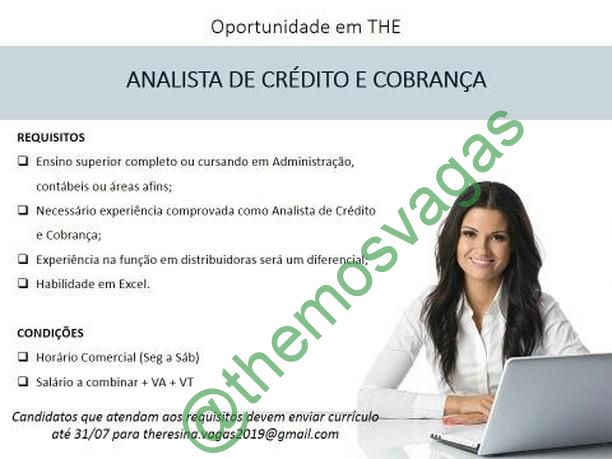 Oportunidade em THE
ANALISTA DE CRÉDITO E COBRANÇA
REQUISITOS
❑ Ensino superior completo ou cursando em Administração,
contábeis ou áreas afins;
❑ Necessário experiência comprovada como Analista de Crédito
e Cobrança;
❑ Experiência na função em distribuidoras será um diferencial;
❑ Habilidade em Excel.
CONDIÇÕES
❑ Horário Comercial (Seg a Sáb)
❑ Salário a combinar + VA + VT
Candidatos que atendam aos requisitos devem enviar currículo
até 31/07 para theresina.vagas2019@gmail.com
@themosvagas